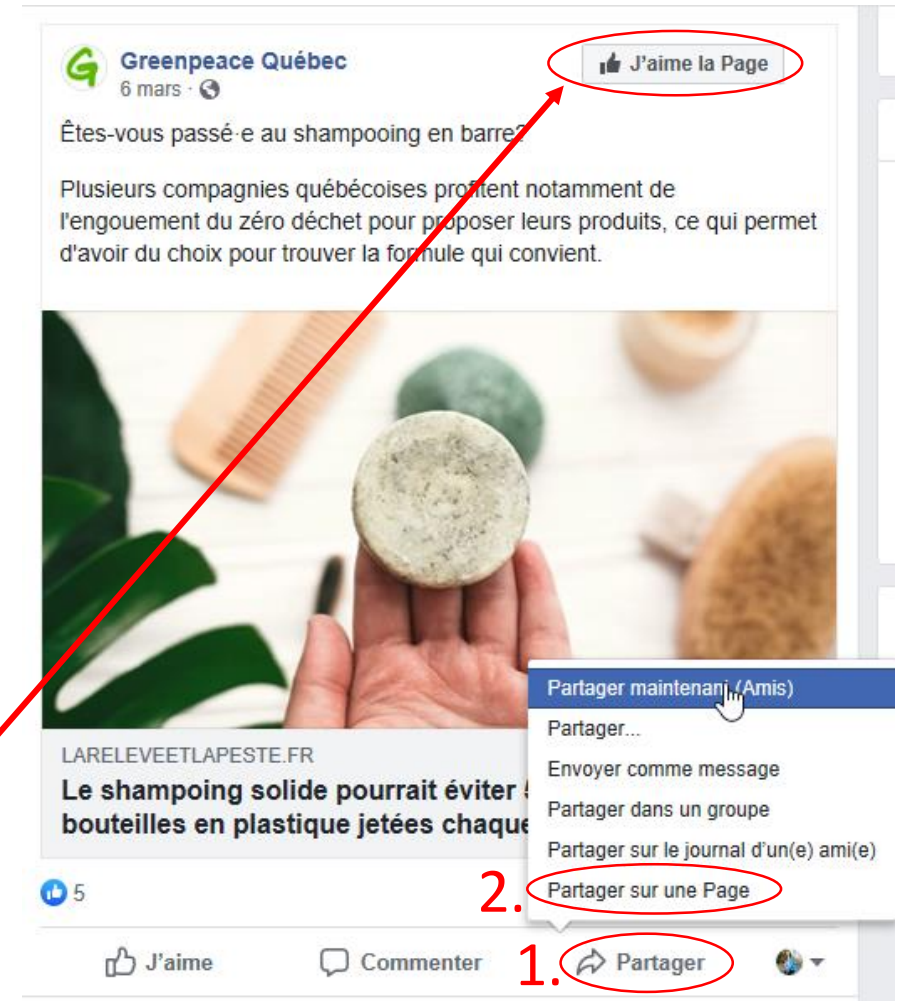 Greenpeace Québec
6 mars ·
J'aime la Page
Êtes-vous passé·e au shampooing en barre?
Plusieurs compagnies québécoises profitent notamment de
l'engouement du zéro déchet pour proposer leurs produits, ce qui permet
d'avoir du choix pour trouver la formule qui convient.
LARELEVEETLAPESTE.FR
Le shampoing solide pourrait éviter
bouteilles en plastique jetées chaque
Partager maintenant (Amis)
Partager...
Envoyer comme message
Partager dans un groupe
Partager sur le journal d'un(e) ami(e)
2. Partager sur une Page
5
J'aime
Commenter
1. Partager